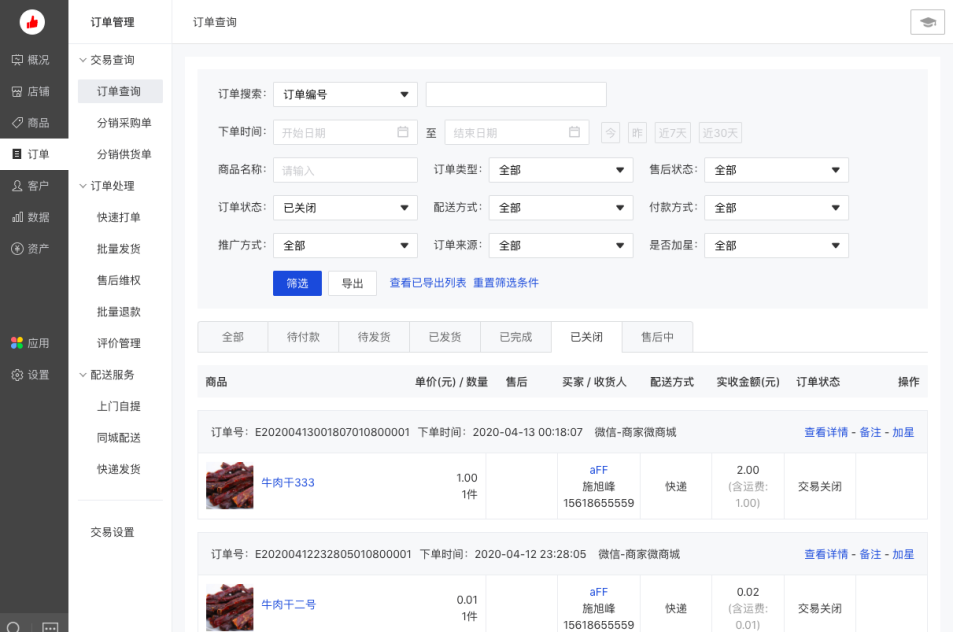 订单管理
订单查询
概况
店铺
商品
订单
客户
数据
资产
应用
设置
交易查询
订单查询
分销采购单
分销供货单
订单处理
快速打单
批量发货
售后维权
批量退款
评价管理
配送服务
上门自提
同城配送
快递发货
交易设置
订单搜索: 订单编号
下单时间: 开始日期 至 结束日期 今 昨 近7天 近30天
商品名称: 请输入 订单类型: 全部 售后状态: 全部
订单状态: 已关闭 配送方式: 全部 付款方式: 全部
推广方式: 全部 订单来源: 全部 是否加星: 全部
筛选 导出 查看已导出列表 重置筛选条件
全部 待付款 待发货 已发货 已完成 已关闭 售后中
商品 单价(元) / 数量 售后 买家 / 收货人 配送方式 实收金额(元) 订单状态 操作
订单号: E20200413001807010800001 下单时间: 2020-04-13 00:18:07 微信-商家微商城 查看详情 - 备注 - 加星
牛肉干333
1.00
1件
aFF
施旭峰
15618655559
快递
2.00
(含运费:
1.00)
交易关闭
订单号: E20200412232805010800001 下单时间: 2020-04-12 23:28:05 微信-商家微商城 查看详情 - 备注 - 加星
牛肉干二号
0.01
1件
aFF
施旭峰
15618655559
快递
0.02
(含运费:
0.01)
交易关闭